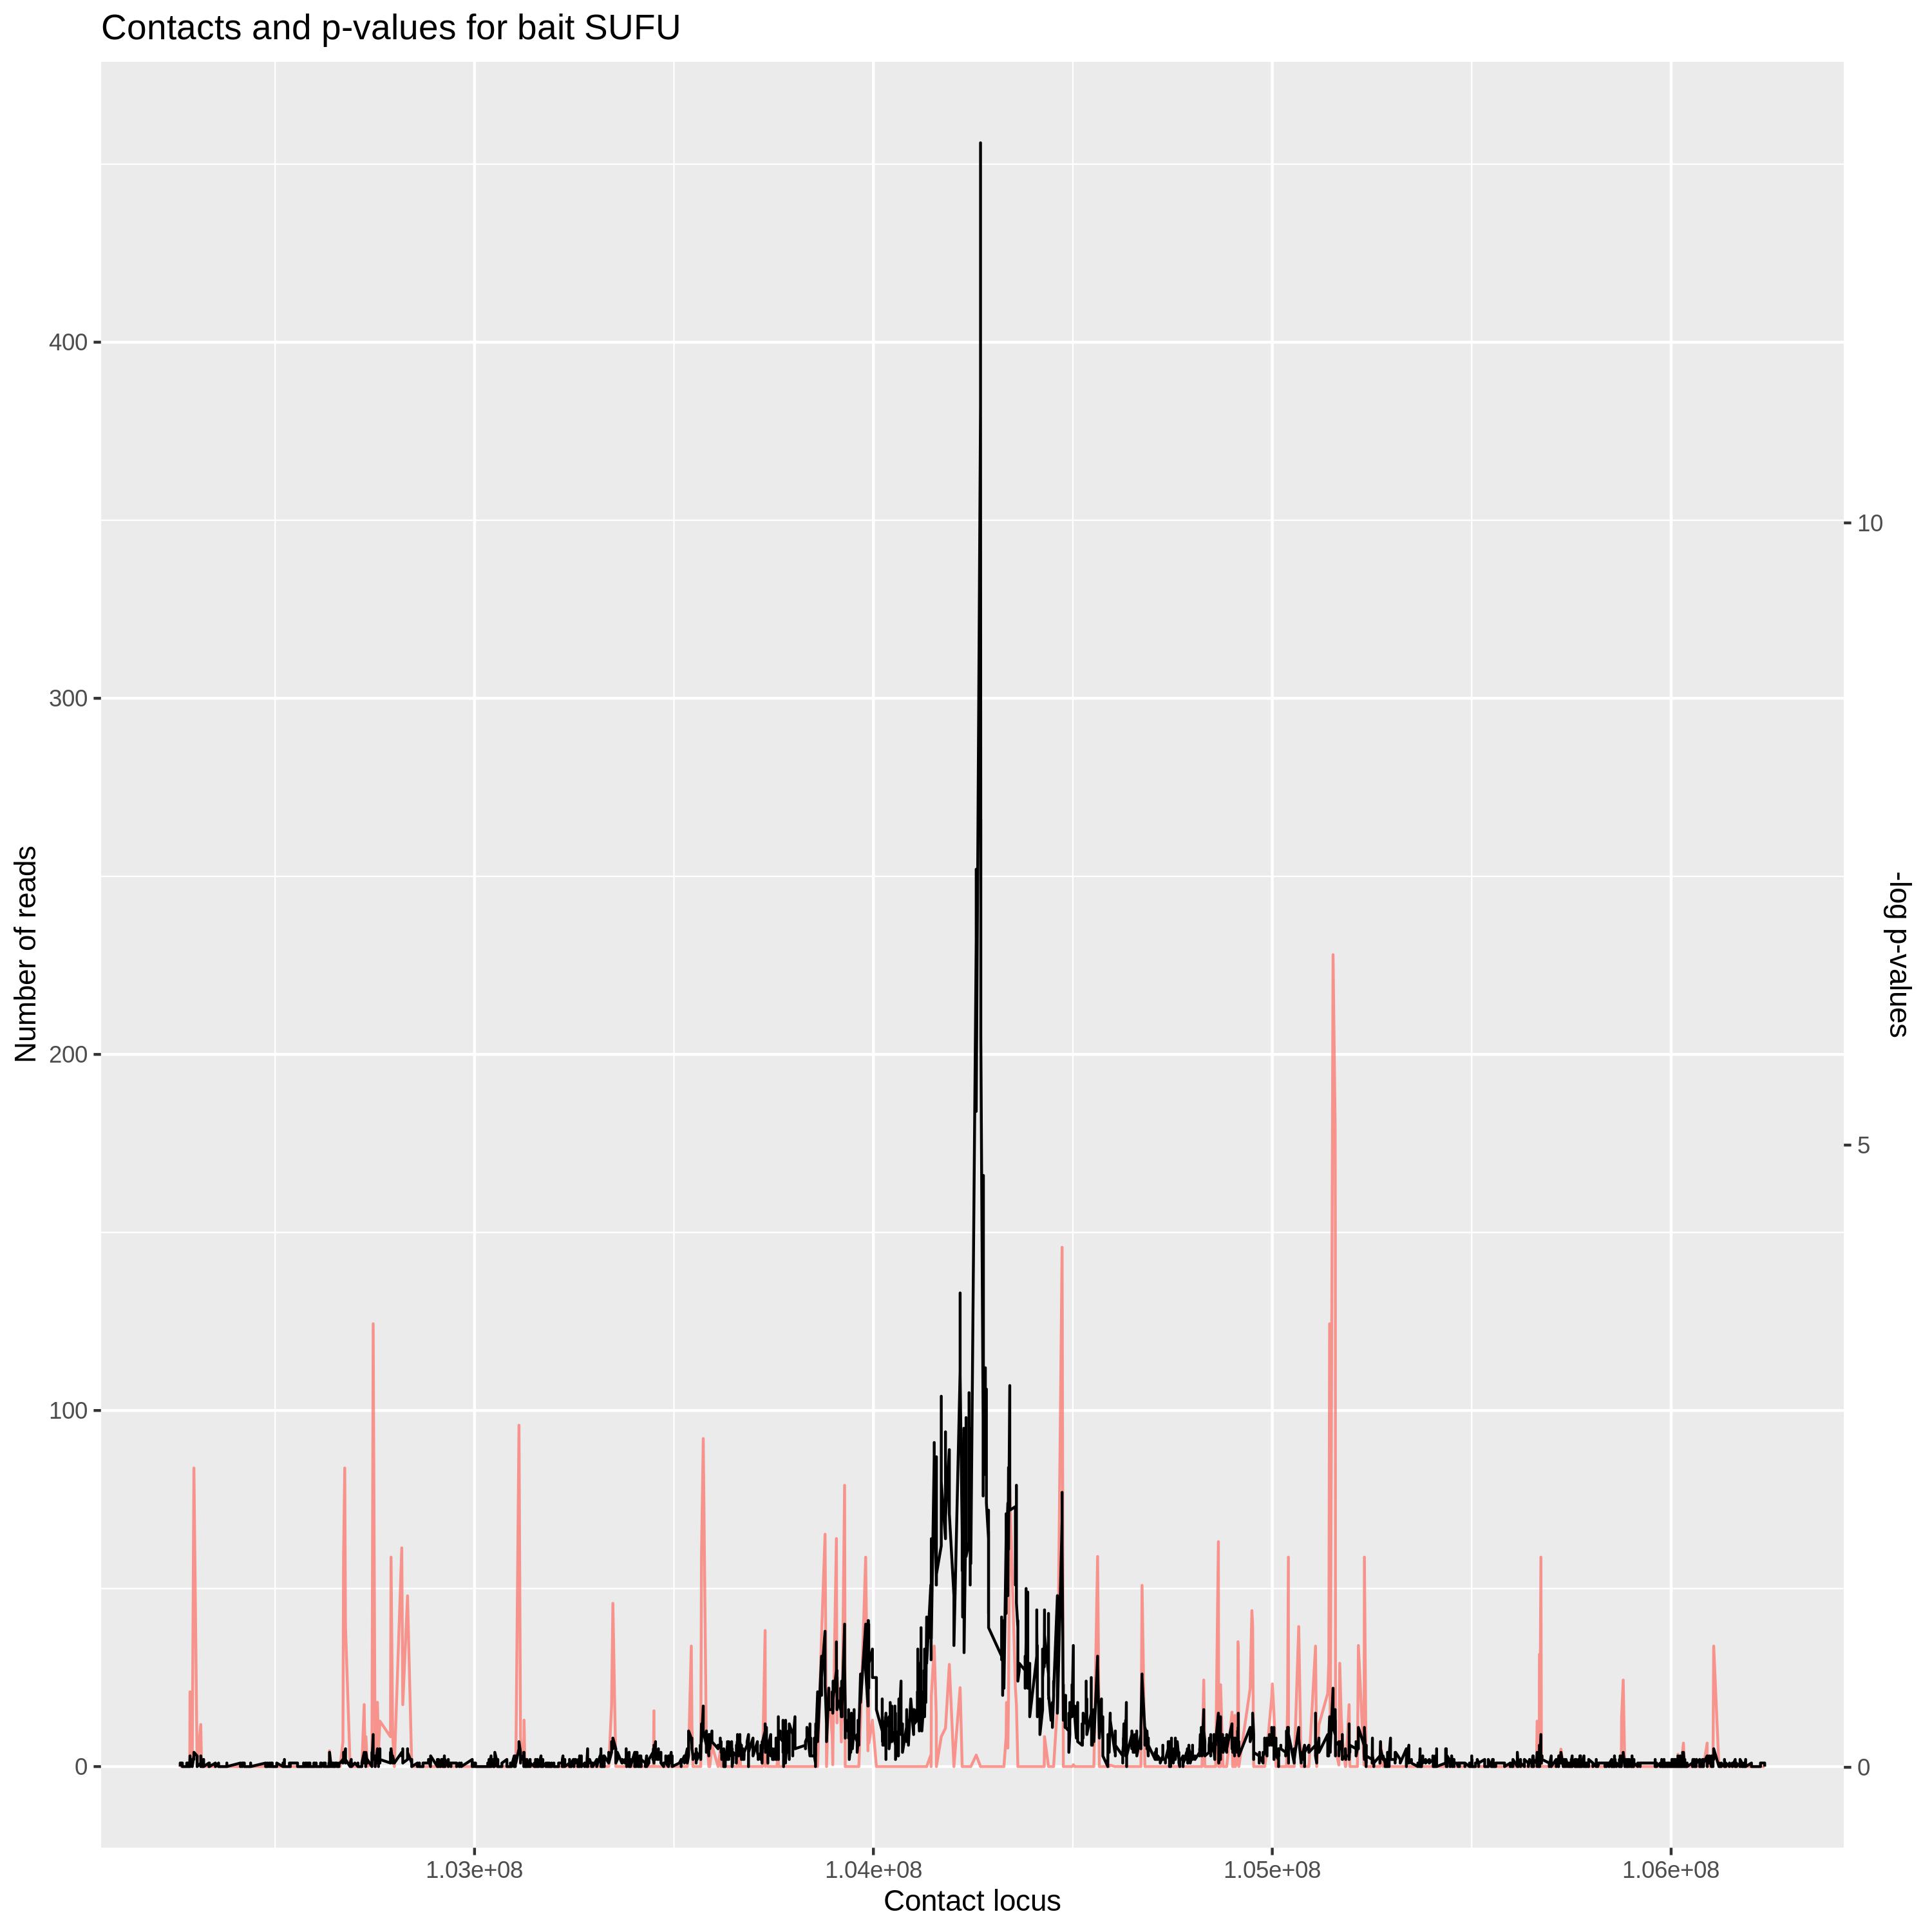 Contacts and p-values for bait SUFU
400
300
200
100
0
Number of reads
10
5
0
-log p-values
1.03e+08
1.04e+08
1.05e+08
1.06e+08
Contact locus